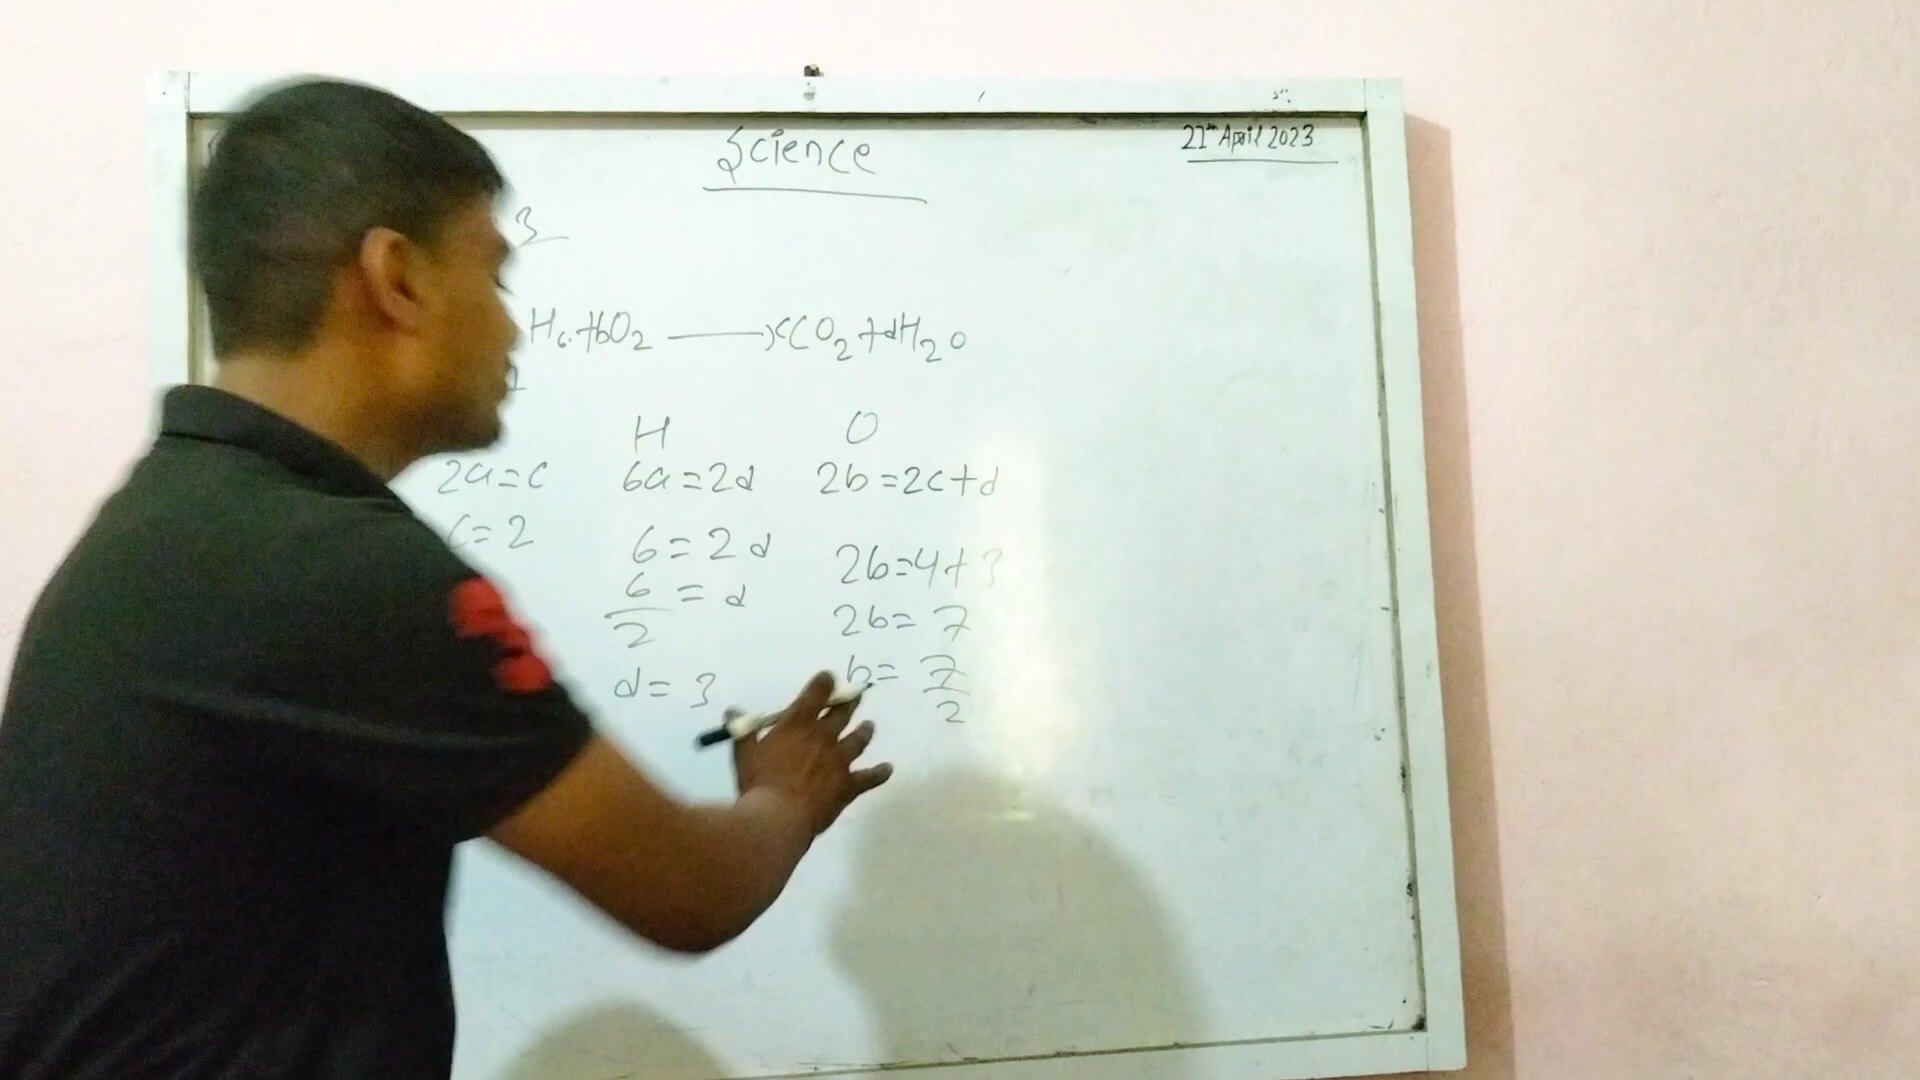 Science
21st April 2023
3
H6+bO2 → cCO2+dH2O
H O
2a=c 6a=2d 2b=2c+d
c=2 6=2d 2b=4+3
6/2 = d 2b=7
d=3 b=7/2